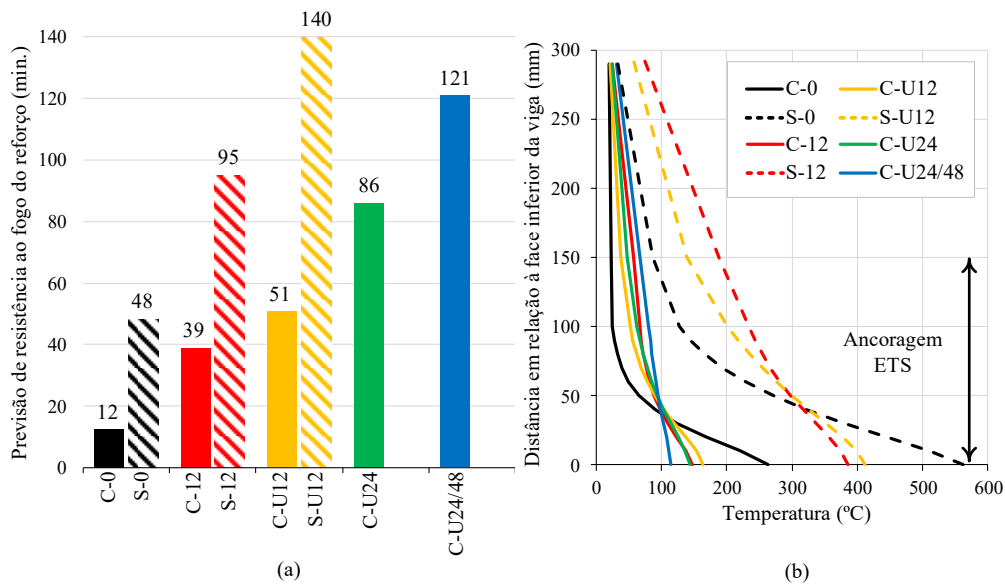 Previsão de resistência ao fogo do reforço (min.)
140
120
100
80
60
40
20
0
12
48
39
95
51
140
86
121
C-0
S-0
C-12
S-12
C-U12
S-U12
C-U24
C-U24/48
(a)
Distância em relação à face inferior da viga (mm)
300
250
200
150
100
50
0
C-0
C-U12
S-0
S-U12
C-12
C-U24
S-12
C-U24/48
Ancoragem
ETS
0
100
200
300
400
500
600
Temperatura (ºC)
(b)